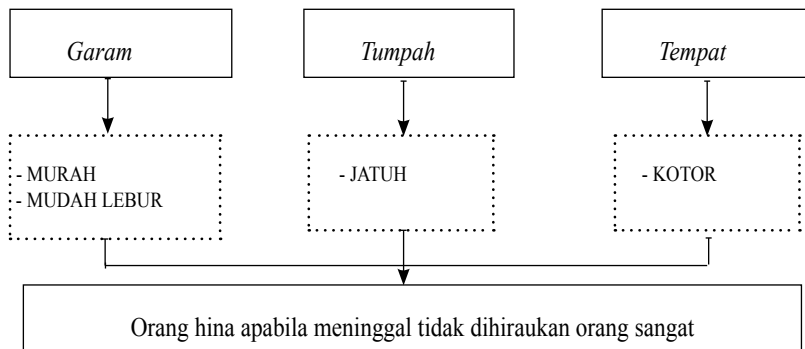 Garam
Tumpah
Tempat
- MURAH
- MUDAH LEBUR
- JATUH
- KOTOR
Orang hina apabila meninggal tidak dihiraukan orang sangat